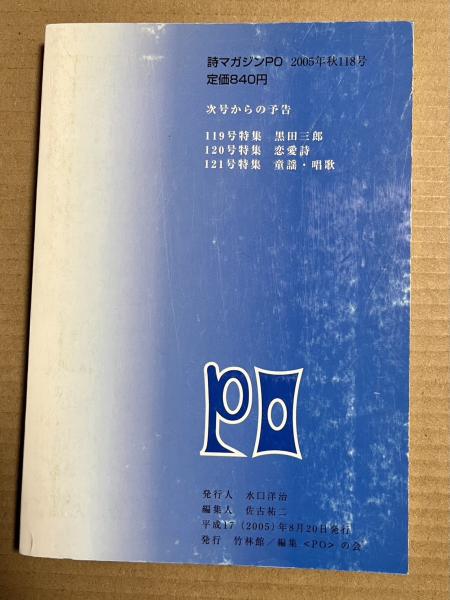 詩マガジンPO 2005年秋118号
定価840円
次号からの予告
119号特集 黒田三郎
120号特集 恋愛詩
121号特集 童謡・唱歌
PO
発行人 水口洋治
編集人 佐古祐二
平成17（2005）年8月20日発行
発行 竹林館／編集 <PO> の会